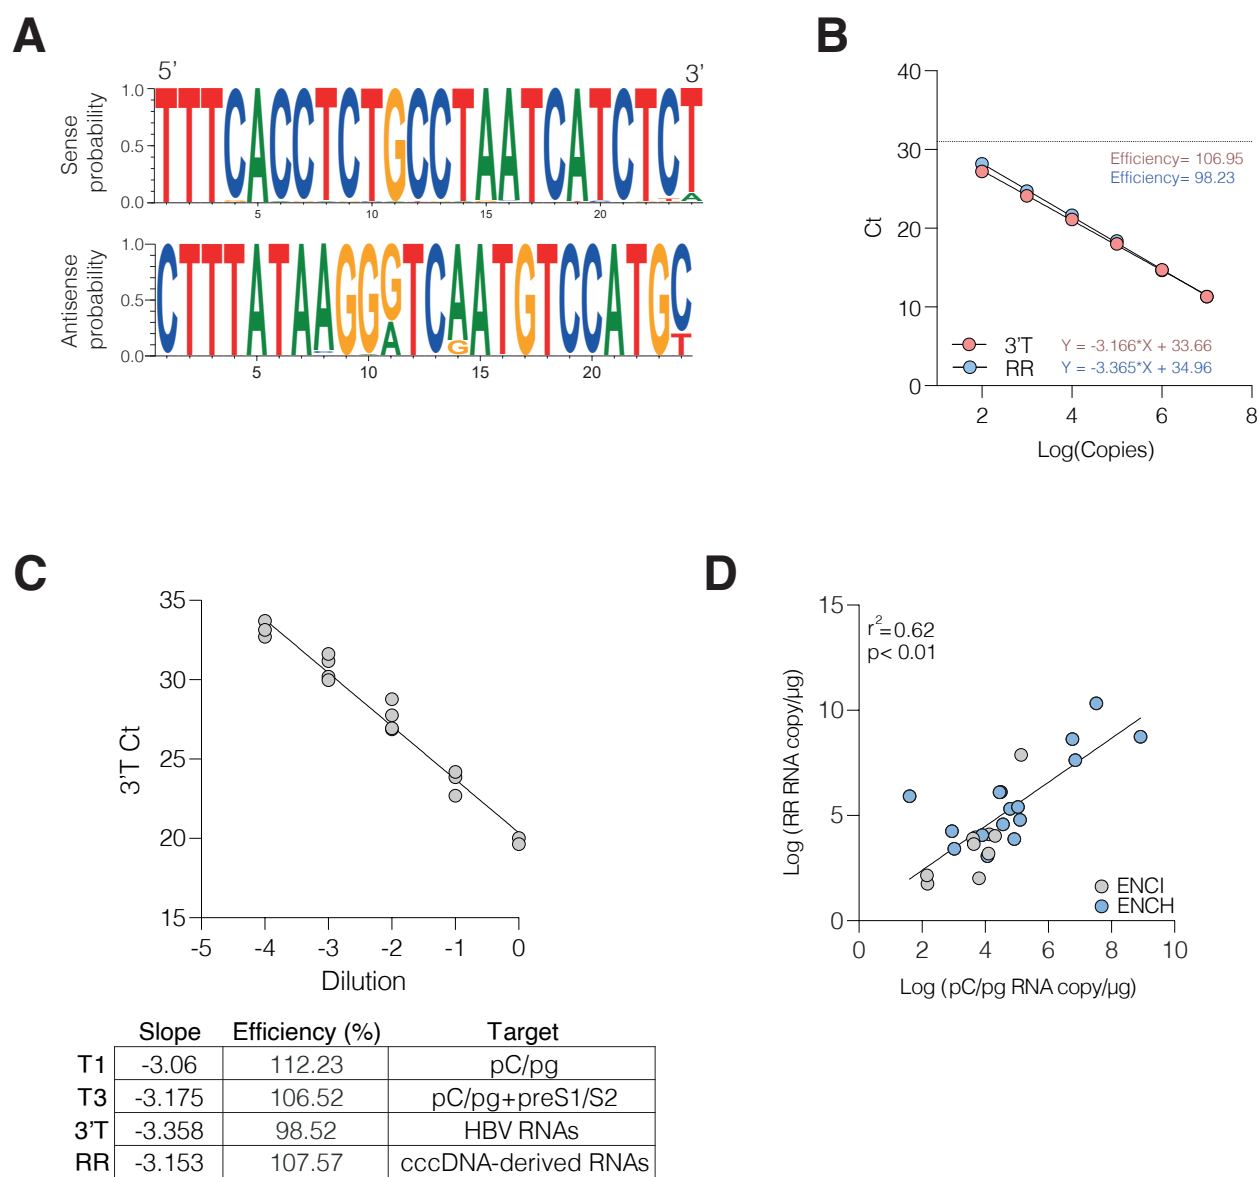 A
5’
3’
Sense
probability
1.0
0.5
0.0
TTTCACCTCTGCCTAATCATCTCT
A
5
10
15
20
Antisense
probability
1.0
0.5
0.0
CTTTATAAGGGTCAATGTCCATGC
A
G
T
5
10
15
20
B
40
30
20
10
0
Ct
Efficiency= 106.95
Efficiency= 98.23
3’T Y = -3.166*X + 33.66
RR Y = -3.365*X + 34.96
2
4
6
8
Log(Copies)
C
35
30
25
20
15
3’T Ct
-5
-4
-3
-2
-1
0
Dilution
Slope Efficiency (%) Target
T1 -3.06 112.23 pC/pg
T3 -3.175 106.52 pC/pg+preS1/S2
3’T -3.358 98.52 HBV RNAs
RR -3.153 107.57 cccDNA-derived RNAs
D
15
10
5
0
Log (RR RNA copy/µg)
r²=0.62
p< 0.01
ENCI
ENCH
0
2
4
6
8
10
Log (pC/pg RNA copy/µg)